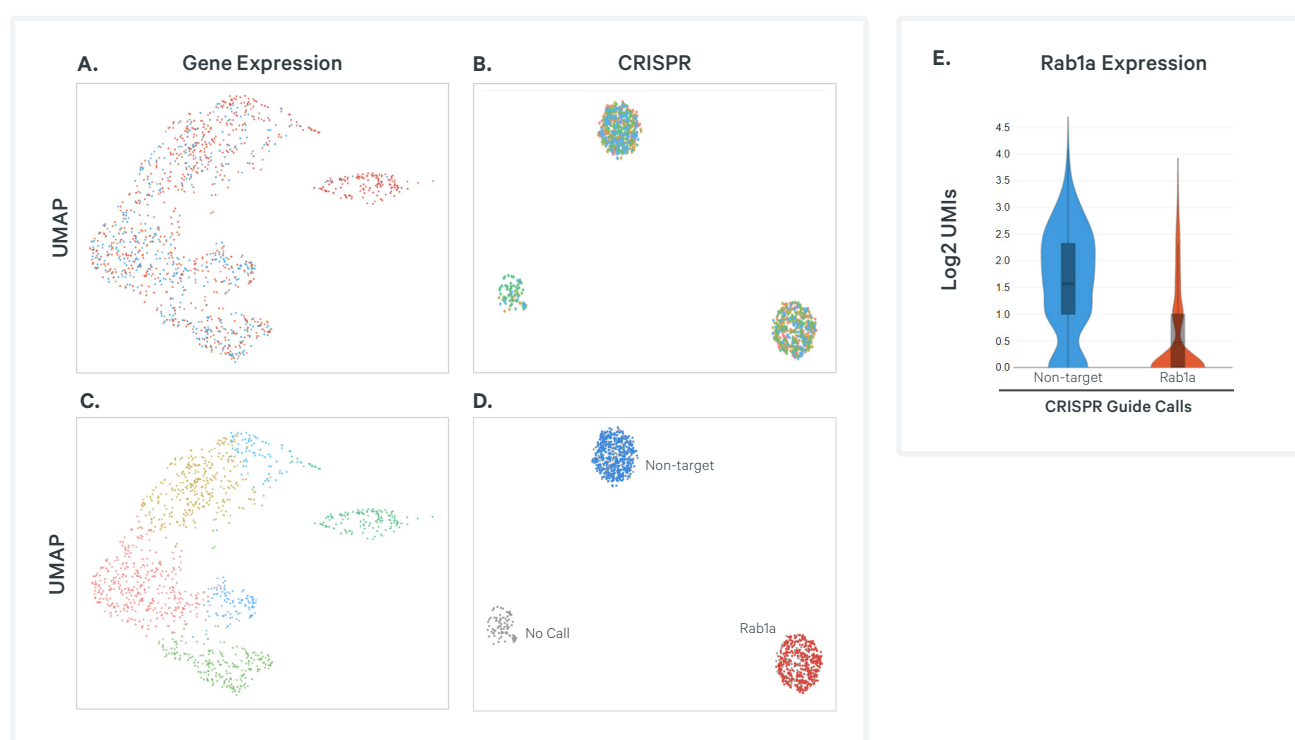 A.
Gene Expression
B.
CRISPR
UMAP
C.
D.
UMAP
Non-target
No Call
Rab1a
E.
Rab1a Expression
Log2 UMIs
4.5
4.0
3.5
3.0
2.5
2.0
1.5
1.0
0.5
0.0
Non-target
Rab1a
CRISPR Guide Calls